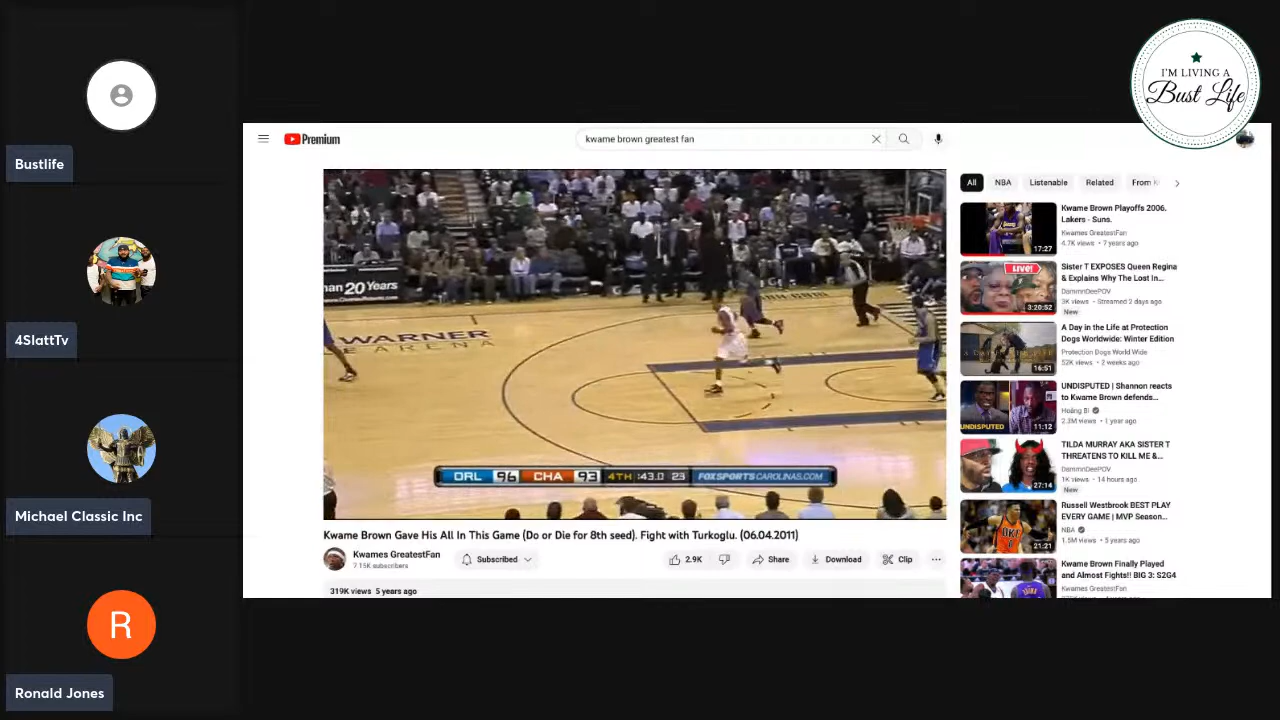 I'M LIVING A
Bust Life
Bustlife
4SlattTv
Michael Classic Inc
R
Ronald Jones
Premium
kwame brown greatest fan
an 20 Years
WARNER
ARENA
ORL 96 CHA 93 4TH :43.0 23 FOXSPORTSCAROLINAS.COM
Kwame Brown Gave His All In This Game (Do or Die for 8th seed). Fight with Turkoglu. (06.04.2011)
Kwames GreatestFan
7.15K subscribers
Subscribed
2.9K
Share
Download
Clip
319K views 5 years ago
All
NBA
Listenable
Related
From K
Kwame Brown Playoffs 2006.
Lakers - Suns.
Kwames GreatestFan
4.7K views • 7 years ago
17:27
LIVE!
Sister T EXPOSES Queen Regina
& Explains Why The Lost In...
DammnDeePOV
3K views • Streamed 2 days ago
New
3:20:52
A Day in the Life at Protection
Dogs Worldwide: Winter Edition
Protection Dogs World Wide
52K views • 2 weeks ago
16:51
UNDISPUTED | Shannon reacts
to Kwame Brown defends...
Hoàng Bi
2.3M views • 1 year ago
UNDISPUTED
11:12
TILDA MURRAY AKA SISTER T
THREATENS TO KILL ME &...
DammnDeePOV
1K views • 14 hours ago
New
27:14
Russell Westbrook BEST PLAY
EVERY GAME | MVP Season...
NBA
1.5M views • 5 years ago
21:21
Kwame Brown Finally Played
and Almost Fights!! BIG 3: S2G4
Kwames GreatestFan